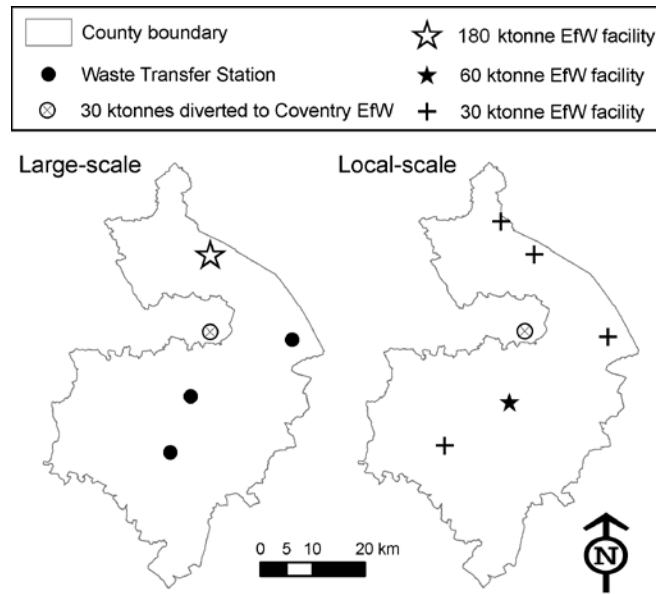 County boundary
Waste Transfer Station
30 ktonnes diverted to Coventry EfW
180 ktonne EfW facility
60 ktonne EfW facility
30 ktonne EfW facility
Large-scale
Local-scale
0 5 10 20 km
N